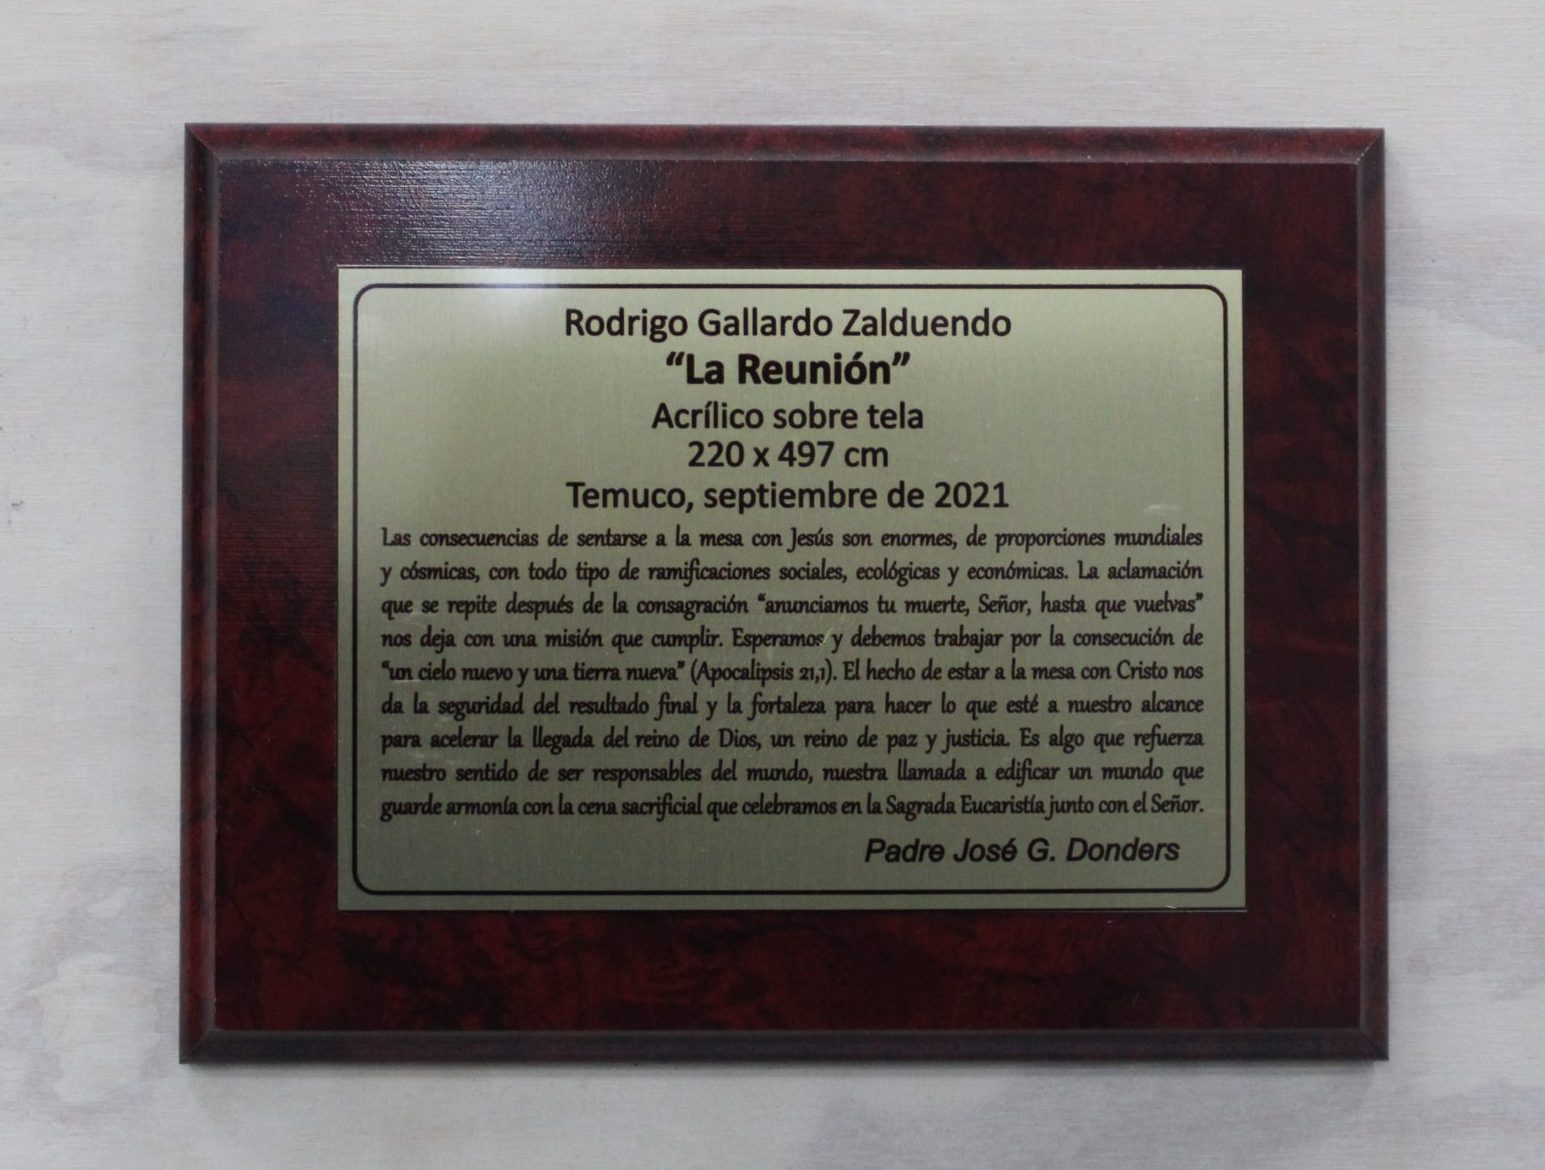 Rodrigo Gallardo Zalduendo
“La Reunión”
Acrílico sobre tela
220 x 497 cm
Temuco, septiembre de 2021
Las consecuencias de sentarse a la mesa con Jesús son enormes, de proporciones mundiales
y cósmicas, con todo tipo de ramificaciones sociales, ecológicas y económicas. La aclamación
que se repite después de la consagración “anunciamos tu muerte, Señor, hasta que vuelvas”
nos deja con una misión que cumplir. Esperamos y debemos trabajar por la consecución de
“un cielo nuevo y una tierra nueva” (Apocalipsis 21,1). El hecho de estar a la mesa con Cristo nos
da la seguridad del resultado final y la fortaleza para hacer lo que esté a nuestro alcance
para acelerar la llegada del reino de Dios, un reino de paz y justicia. Es algo que refuerza
nuestro sentido de ser responsables del mundo, nuestra llamada a edificar un mundo que
guarde armonía con la cena sacrificial que celebramos en la Sagrada Eucaristía junto con el Señor.
Padre José G. Donders